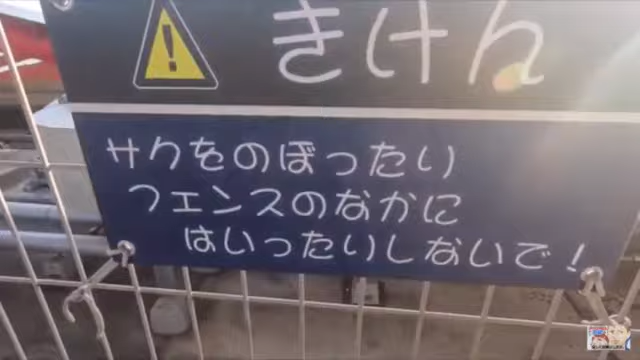 きけん
サクをのぼったり
フェンスのなかに
はいったりしないで!